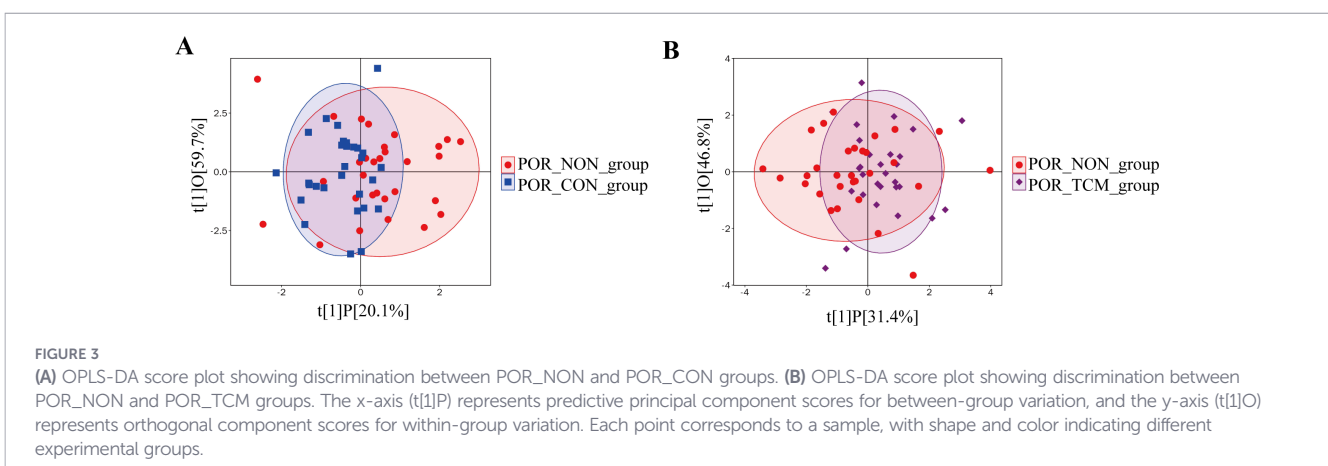 A
B
t[1]O[59.7%]
2.5
0.0
-2.5
-2
0
2
t[1]P[20.1%]
POR_NON_group
POR_CON_group
t[1]O[46.8%]
4
2
0
-2
-4
-4
-2
0
2
4
t[1]P[31.4%]
POR_NON_group
POR_TCM_group
FIGURE 3
(A) OPLS-DA score plot showing discrimination between POR_NON and POR_CON groups. (B) OPLS-DA score plot showing discrimination between
POR_NON and POR_TCM groups. The x-axis (t[1]P) represents predictive principal component scores for between-group variation, and the y-axis (t[1]O)
represents orthogonal component scores for within-group variation. Each point corresponds to a sample, with shape and color indicating different
experimental groups.